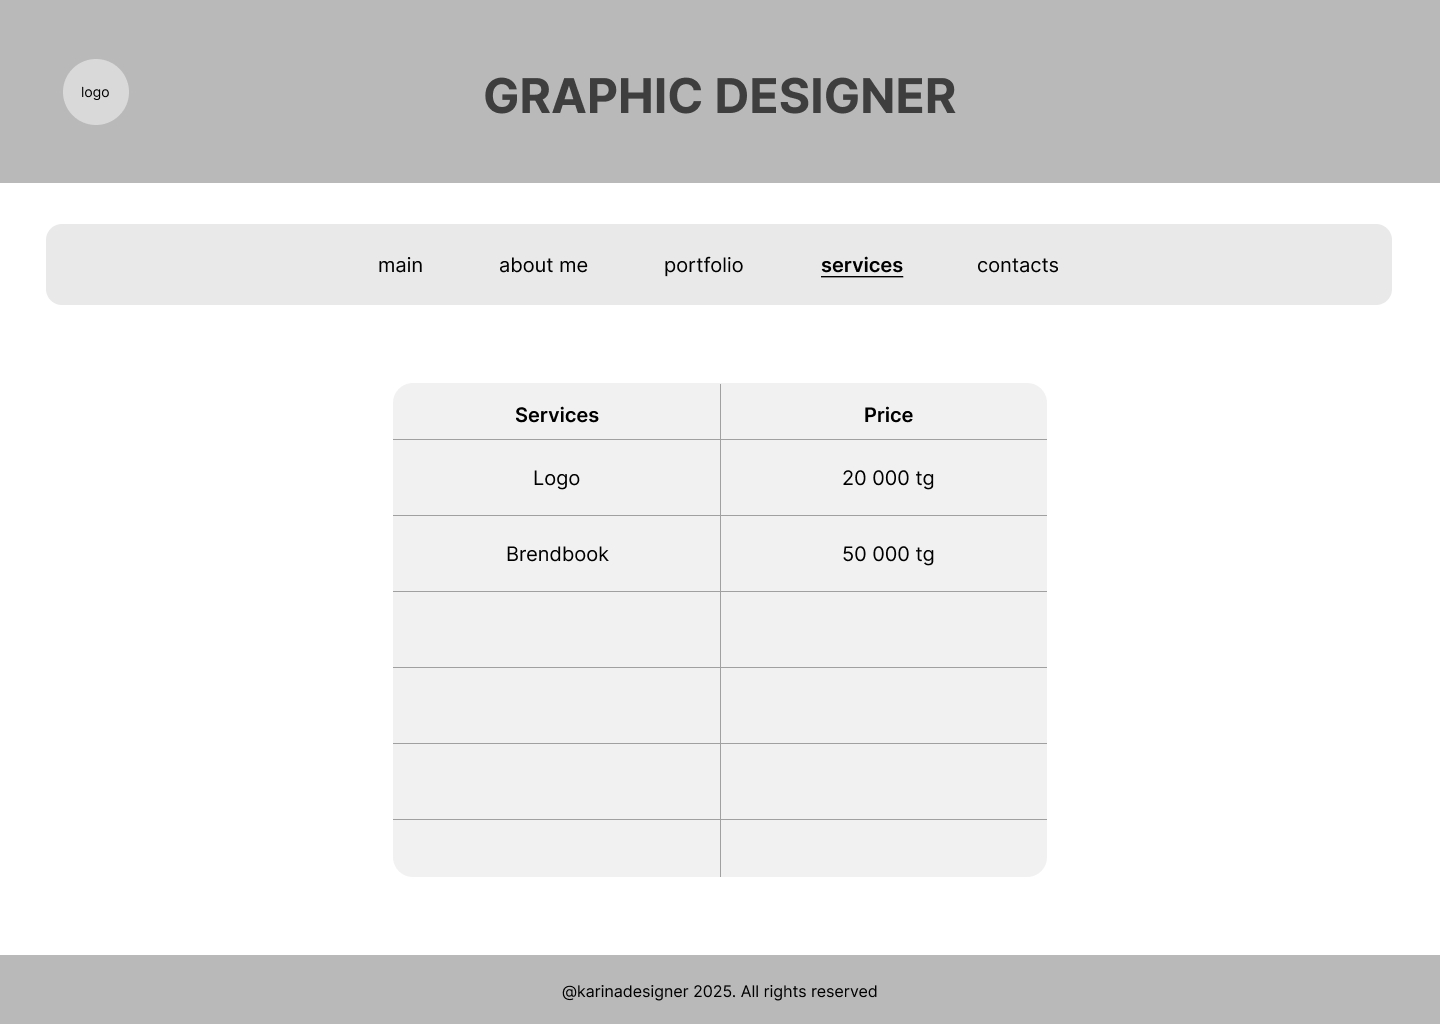 logo
GRAPHIC DESIGNER
main about me portfolio services contacts
Services Price
Logo 20 000 tg
Brendbook 50 000 tg
@karinadesigner 2025. All rights reserved